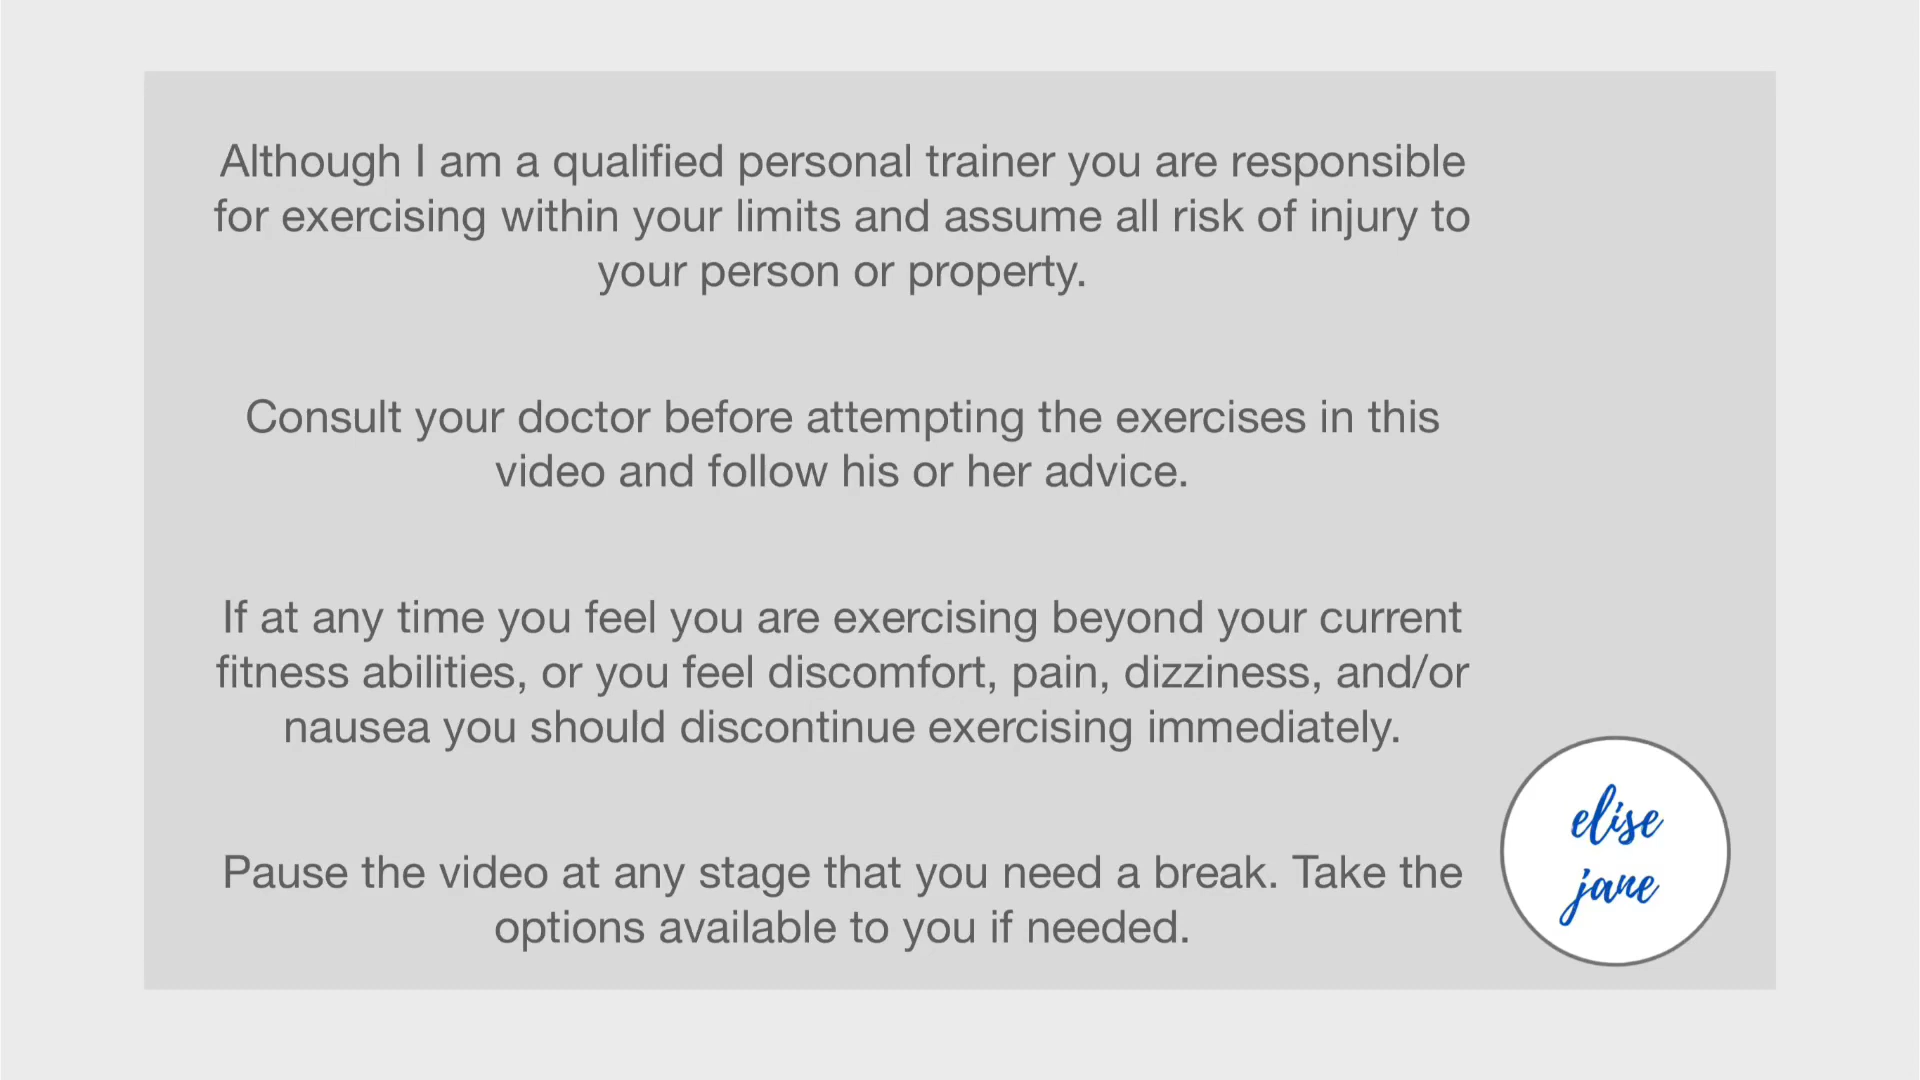 Although I am a qualified personal trainer you are responsible
for exercising within your limits and assume all risk of injury to
your person or property.
Consult your doctor before attempting the exercises in this
video and follow his or her advice.
If at any time you feel you are exercising beyond your current
fitness abilities, or you feel discomfort, pain, dizziness, and/or
nausea you should discontinue exercising immediately.
Pause the video at any stage that you need a break. Take the
options available to you if needed.
elise
jane